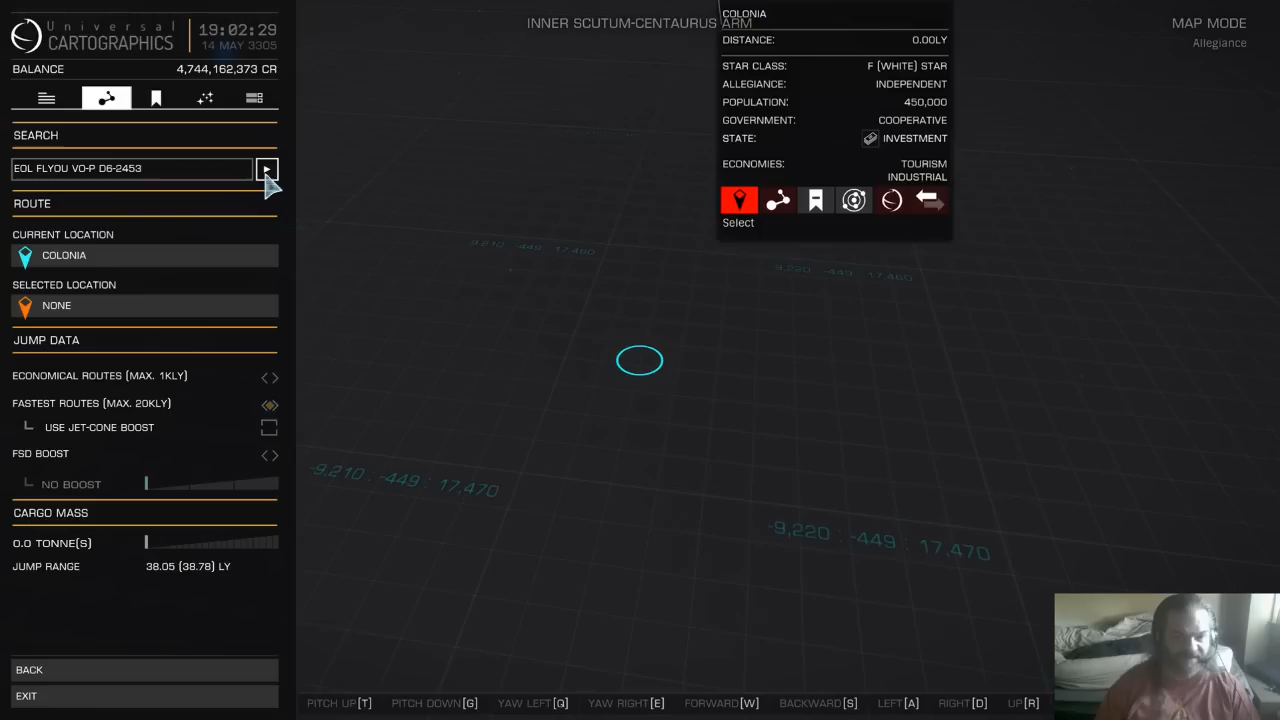 Universal
CARTOGRAPHICS
19:02:29
14 MAY 3305
BALANCE 4,744,162,373 CR
SEARCH
EOL FLYOU VO-P D6-2453
ROUTE
CURRENT LOCATION
COLONIA
SELECTED LOCATION
NONE
JUMP DATA
ECONOMICAL ROUTES (MAX. 1KLY)
FASTEST ROUTES (MAX. 20KLY)
USE JET-CONE BOOST
FSD BOOST
NO BOOST
CARGO MASS
0.0 TONNE(S)
JUMP RANGE 38.05 (38.78) LY
BACK
EXIT
INNER SCUTUM-CENTAURUS ARM
MAP MODE
Allegiance
COLONIA
DISTANCE: 0.00LY
STAR CLASS: F (WHITE) STAR
ALLEGIANCE: INDEPENDENT
POPULATION: 450,000
GOVERNMENT: COOPERATIVE
STATE: INVESTMENT
ECONOMIES: TOURISM
INDUSTRIAL
Select
-9,210 : -449 : 17,460
-9,220 : -449 : 17,460
-9,210 : -449 : 17,470
-9,220 : -449 : 17,470
PITCH UP[T] PITCH DOWN[G] YAW LEFT[Q] YAW RIGHT[E] FORWARD[W] BACKWARD[S] LEFT[A] RIGHT[D] UP[R]